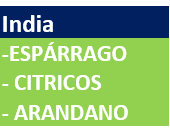 India
-ESPÁRRAGO
- CITRICOS
- ARANDANO